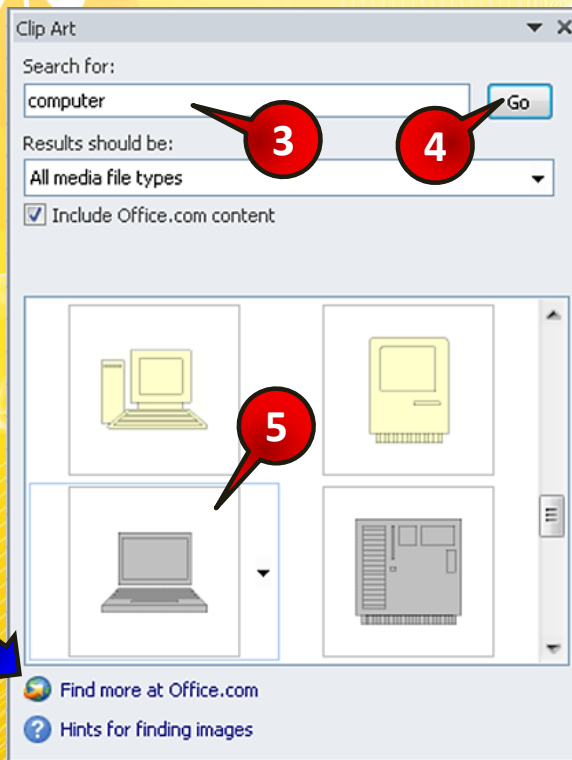 Clip Art
Search for:
computer
Go
3
4
Results should be:
All media file types
Include Office.com content
5
Find more at Office.com
Hints for finding images